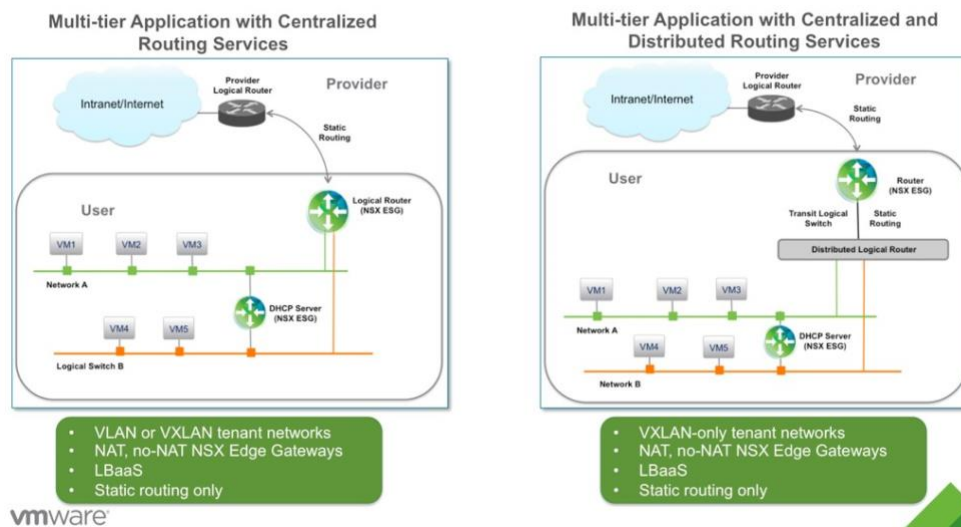 Multi-tier Application with Centralized
Routing Services
Provider
Logical Router
Provider
Intranet/Internet
Static
Routing
User
Logical Router
(NSX ESG)
VM1
VM2
VM3
Network A
DHCP Server
(NSX ESG)
VM4
VM5
Logical Switch B
• VLAN or VXLAN tenant networks
• NAT, no-NAT NSX Edge Gateways
• LBaaS
• Static routing only
Multi-tier Application with Centralized and
Distributed Routing Services
Provider
Logical Router
Provider
Intranet/Internet
Static
Routing
User
Router
(NSX ESG)
Transit Logical
Switch
Static
Routing
Distributed Logical Router
VM1
VM2
VM3
Network A
DHCP Server
(NSX ESG)
VM4
VM5
Network B
• VXLAN-only tenant networks
• NAT, no-NAT NSX Edge Gateways
• LBaaS
• Static routing only
vmware